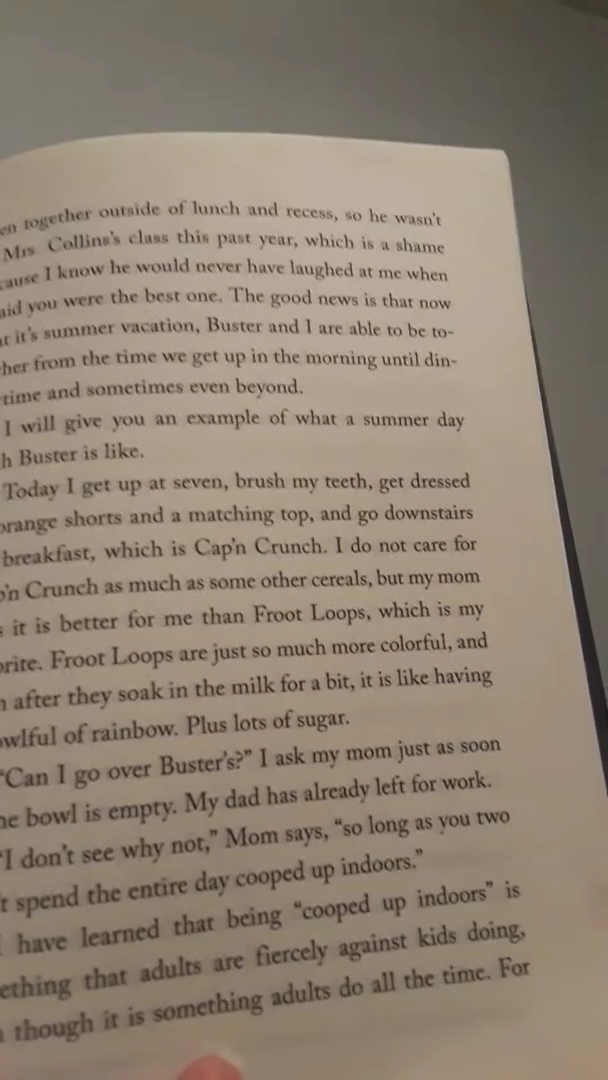 together outside of lunch and recess, so he wasn't
Mrs. Collins's class this past year, which is a shame
I know he would never have laughed at me when
you were the best one. The good news is that now
it's summer vacation, Buster and I are able to be to-
from the time we get up in the morning until din-
time and sometimes even beyond.
I will give you an example of what a summer day
Buster is like.
Today I get up at seven, brush my teeth, get dressed
orange shorts and a matching top, and go downstairs
breakfast, which is Cap'n Crunch. I do not care for
Crunch as much as some other cereals, but my mom
it is better for me than Froot Loops, which is my
Froot Loops are just so much more colorful, and
after they soak in the milk for a bit, it is like having
of rainbow. Plus lots of sugar.
"Can I go over Buster's?" I ask my mom just as soon
bowl is empty. My dad has already left for work.
"I don't see why not," Mom says, "so long as you two
spend the entire day cooped up indoors."
have learned that being "cooped up indoors" is
that adults are fiercely against kids doing,
though it is something adults do all the time. For